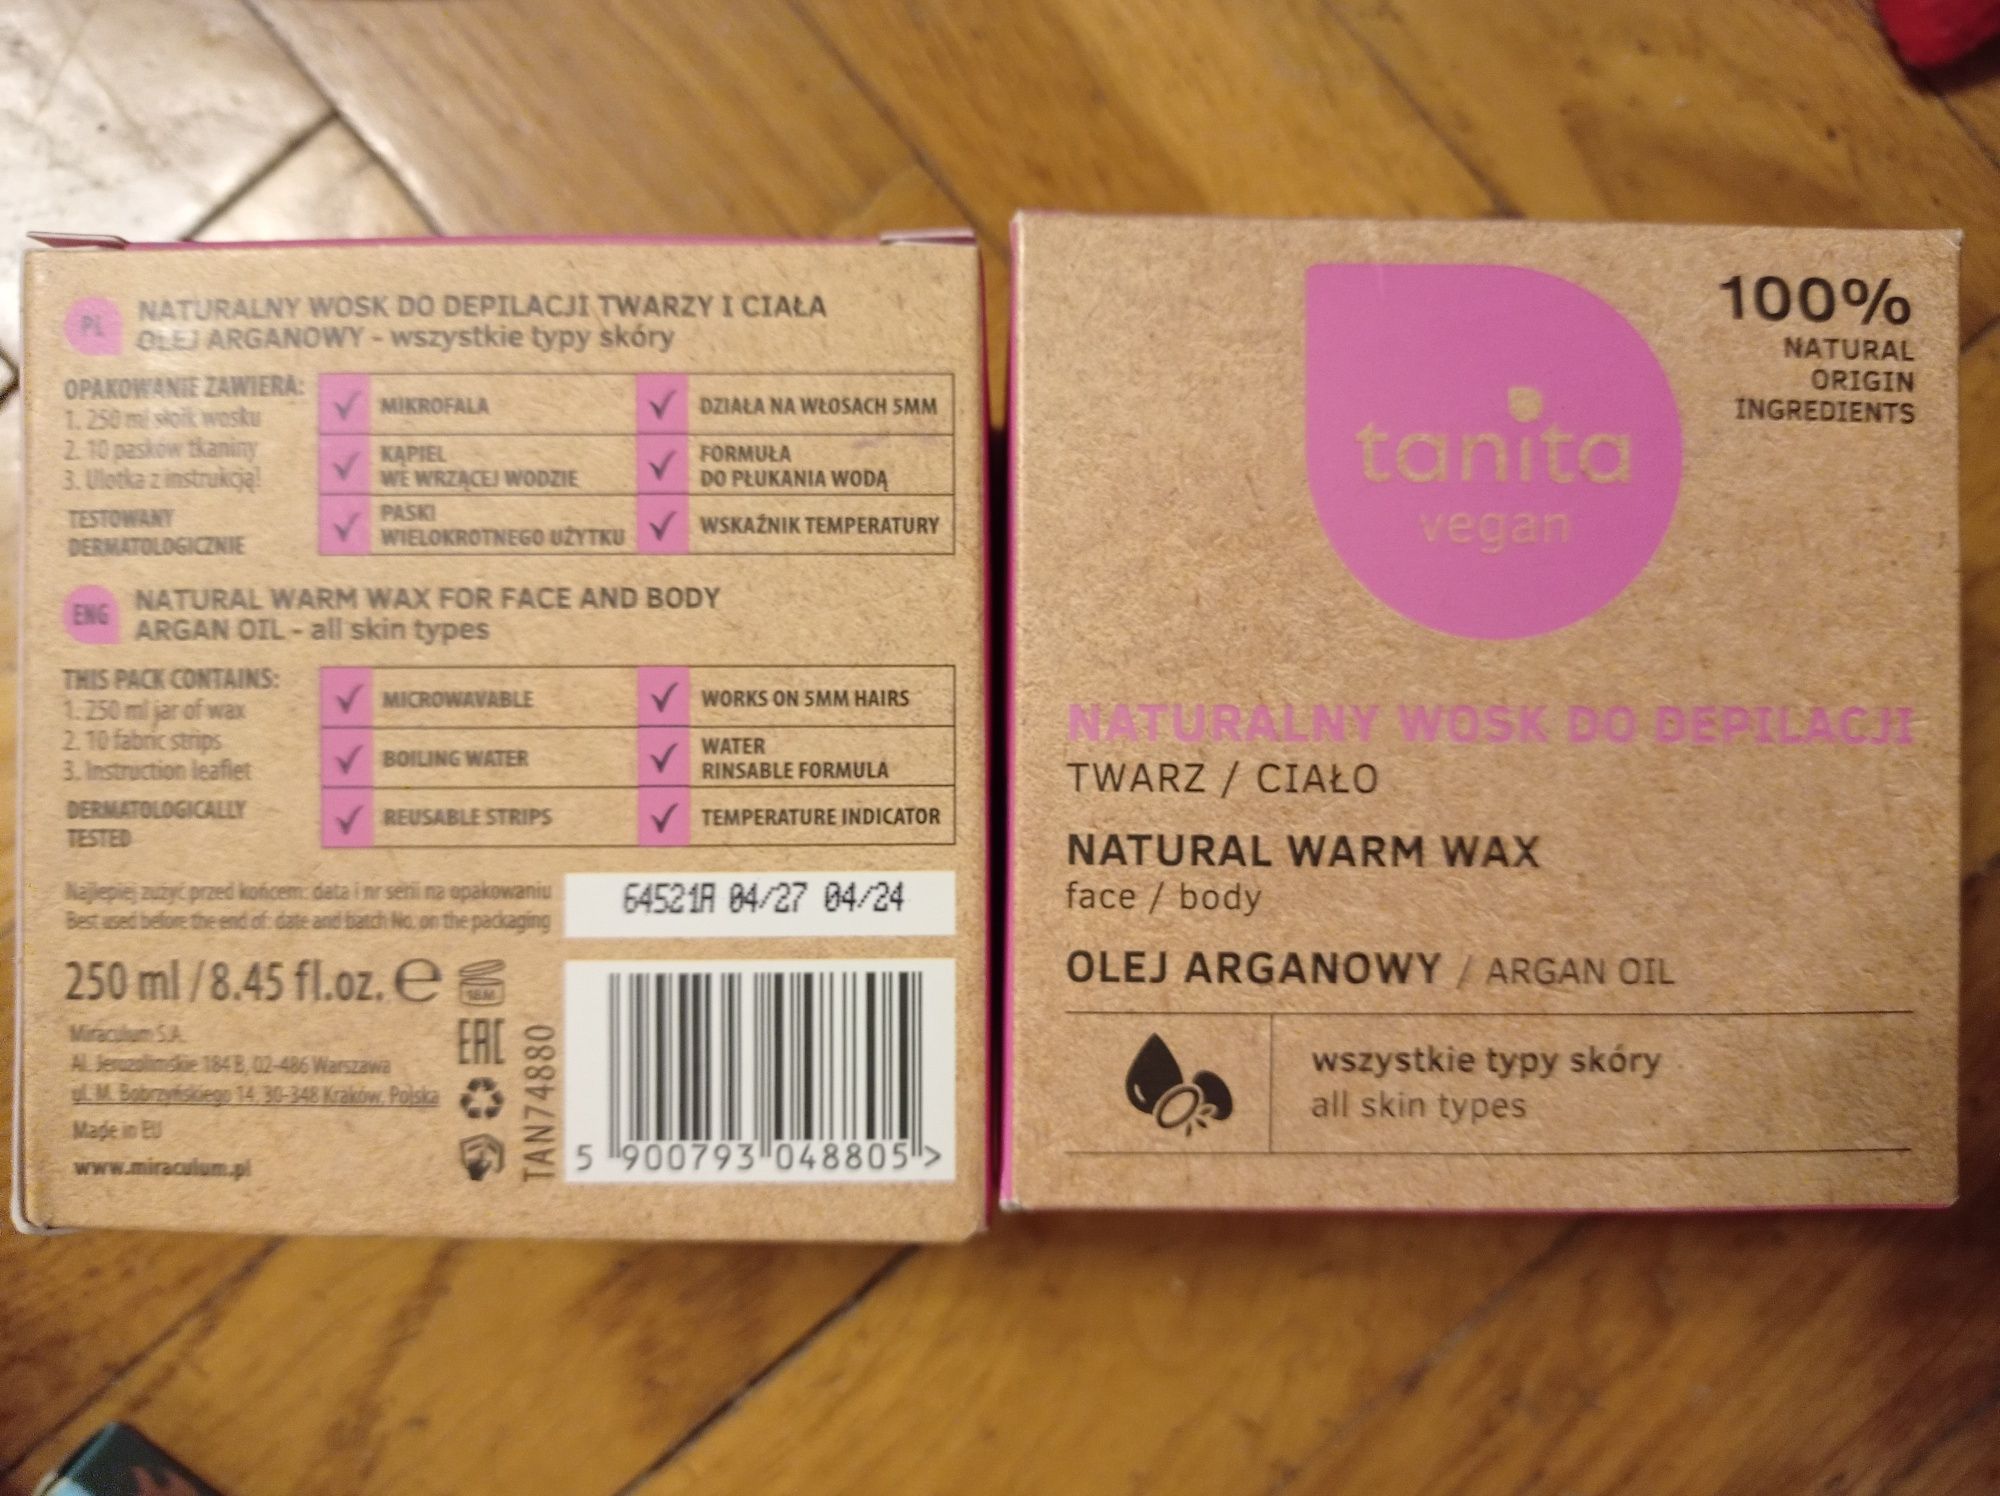 PL
NATURALNY WOSK DO DEPILACJI TWARZY I CIAŁA
OLEJ ARGANOWY - wszystkie typy skóry
OPAKOWANIE ZAWIERA:
1. 250 ml słoik wosku
2. 10 pasków tkaniny
3. Ulotka z instrukcją!
TESTOWANY
DERMATOLOGICZNIE
MIKROFALA
KĄPIEL
WE WRZĄCEJ WODZIE
PASKI
WIELOKROTNEGO UŻYTKU
DZIAŁA NA WŁOSACH 5MM
FORMUŁA
DO PŁUKANIA WODĄ
WSKAŹNIK TEMPERATURY
ENG
NATURAL WARM WAX FOR FACE AND BODY
ARGAN OIL - all skin types
THIS PACK CONTAINS:
1. 250 ml jar of wax
2. 10 fabric strips
3. Instruction leaflet
DERMATOLOGICALLY
TESTED
MICROWAVABLE
BOILING WATER
REUSABLE STRIPS
WORKS ON 5MM HAIRS
WATER
RINSABLE FORMULA
TEMPERATURE INDICATOR
Najlepiej zużyć przed końcem: data i nr serii na opakowaniu
Best used before the end of: date and batch No. on the packaging
64521A 04/27 04/24
250 ml / 8.45 fl.oz. e
18M
Miraculum S.A.
Al. Jerozolimskie 184 B, 02-486 Warszawa
ul. M. Bobrzyńskiego 14, 30-348 Kraków, Polska
Made in EU
www.miraculum.pl
EAC
TAN74880
5 900793 048805 >
100%
NATURAL
ORIGIN
INGREDIENTS
tanita
vegan
NATURALNY WOSK DO DEPILACJI
TWARZ / CIAŁO
NATURAL WARM WAX
face / body
OLEJ ARGANOWY / ARGAN OIL
wszystkie typy skóry
all skin types